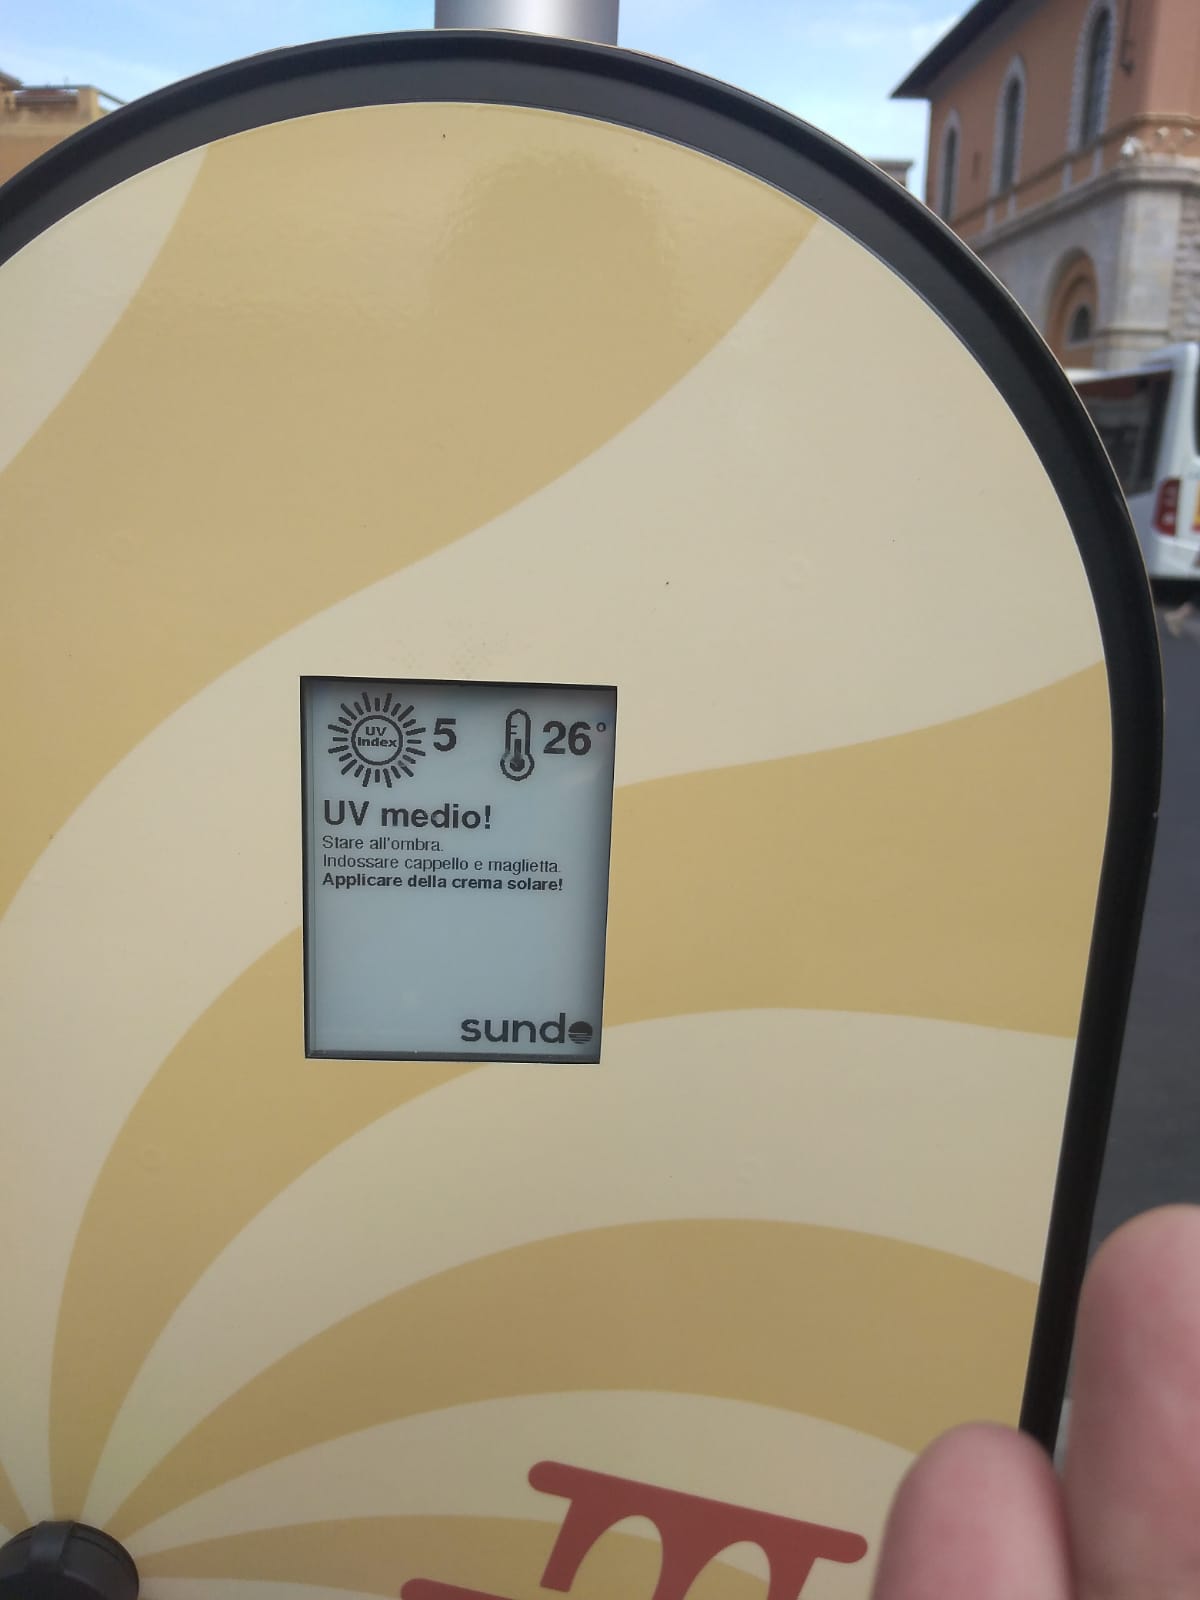 UV
index
5
26°
UV medio!
Stare all'ombra.
Indossare cappello e maglietta.
Applicare della crema solare!
sundo